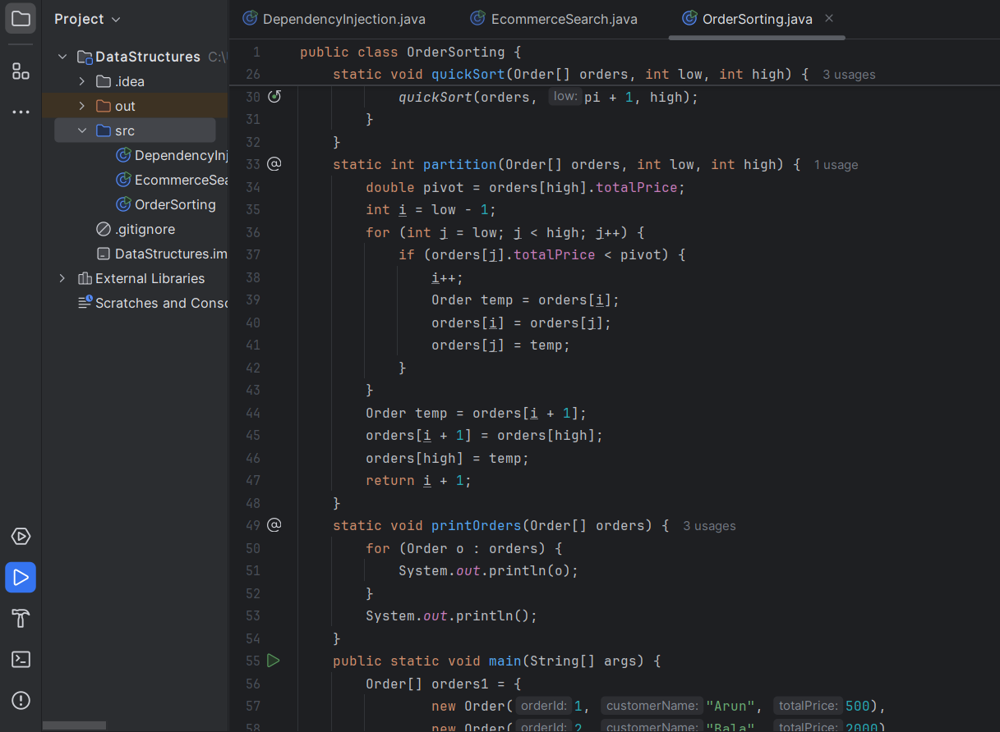 Project
DependencyInjection.java
EcommerceSearch.java
OrderSorting.java
DataStructures C:\
.idea
out
src
DependencyInj
EcommerceSea
OrderSorting
.gitignore
DataStructures.im
External Libraries
Scratches and Conso
1 public class OrderSorting {
26 static void quickSort(Order[] orders, int low, int high) { 3 usages
30 quickSort(orders, low: pi + 1, high);
31 }
32 }
33 static int partition(Order[] orders, int low, int high) { 1 usage
34 double pivot = orders[high].totalPrice;
35 int i = low - 1;
36 for (int j = low; j < high; j++) {
37 if (orders[j].totalPrice < pivot) {
38 i++;
39 Order temp = orders[i];
40 orders[i] = orders[j];
41 orders[j] = temp;
42 }
43 }
44 Order temp = orders[i + 1];
45 orders[i + 1] = orders[high];
46 orders[high] = temp;
47 return i + 1;
48 }
49 static void printOrders(Order[] orders) { 3 usages
50 for (Order o : orders) {
51 System.out.println(o);
52 }
53 System.out.println();
54 }
55 public static void main(String[] args) {
56 Order[] orders1 = {
57 new Order( orderId: 1, customerName: "Arun", totalPrice: 500),
58 new Order( orderId: 2, customerName: "Bala", totalPrice: 2000)